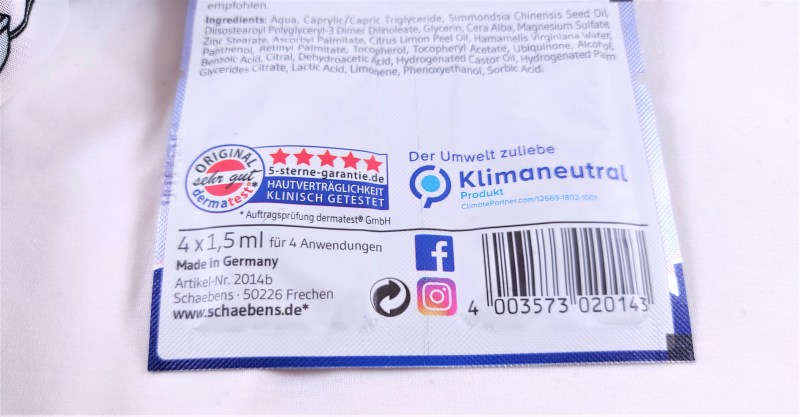 empfohlen.
Ingredients: Aqua, Caprylic/Capric Triglyceride, Simmondsia Chinensis Seed Oil,
Diisostearoyl Polyglyceryl-3 Dimer Dilinoleate, Glycerin, Cera Alba, Magnesium Sulfate,
Zinc Stearate, Ascorbyl Palmitate, Citrus Limon Peel Oil, Hamamelis Virginiana Water,
Panthenol, Retinyl Palmitate, Tocopherol, Tocopheryl Acetate, Ubiquinone, Alcohol,
Benzoic Acid, Citral, Dehydroacetic Acid, Hydrogenated Castor Oil, Hydrogenated Palm
Glycerides Citrate, Lactic Acid, Limonene, Phenoxyethanol, Sorbic Acid.
ORIGINAL
sehr gut
dermatest®*
5-sterne-garantie.de
HAUTVERTRÄGLICHKEIT
KLINISCH GETESTET
* Auftragsprüfung dermatest® GmbH
Der Umwelt zuliebe
Klimaneutral
Produkt
ClimatePartner.com/12669-1802-1001
4 x 1,5 ml für 4 Anwendungen
Made in Germany
Artikel-Nr. 2014b
Schaebens · 50226 Frechen
www.schaebens.de*
4 003573 020143